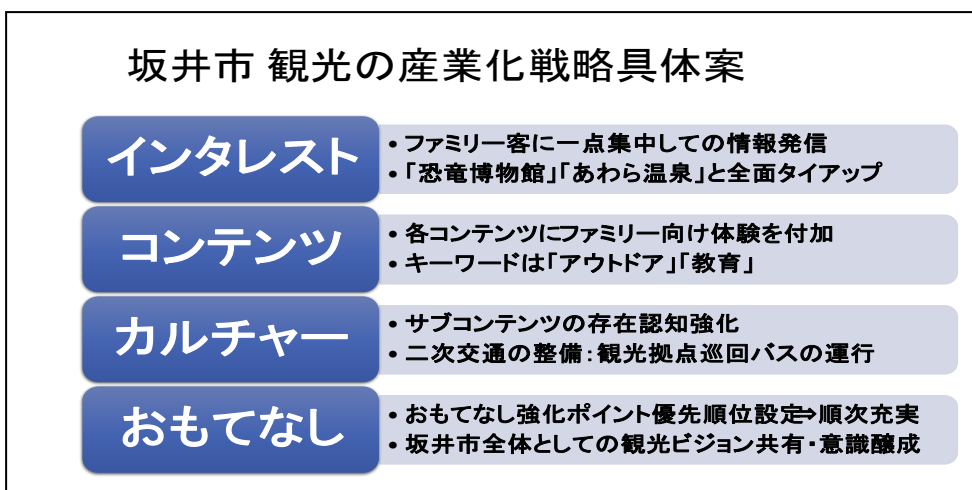 坂井市 観光の産業化戦略具体案
インタレスト
• ファミリー客に一点集中しての情報発信
• 「恐竜博物館」「あわら温泉」と全面タイアップ
コンテンツ
• 各コンテンツにファミリー向け体験を付加
• キーワードは「アウトドア」「教育」
カルチャー
• サブコンテンツの存在認知強化
• 二次交通の整備：観光拠点巡回バスの運行
おもてなし
• おもてなし強化ポイント優先順位設定⇒順次充実
• 坂井市全体としての観光ビジョン共有・意識醸成